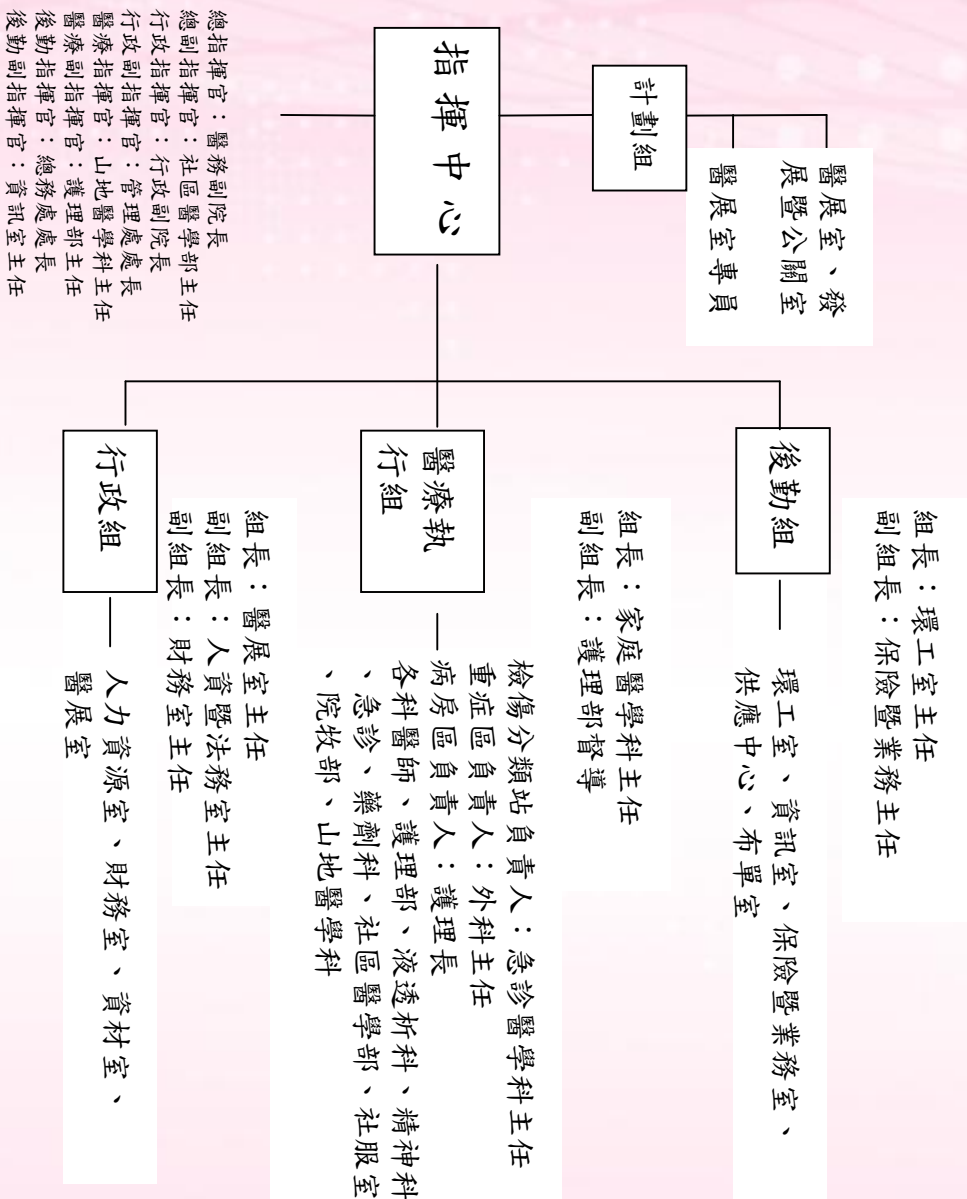 組長：環工室主任
副組長：保險暨業務主任
醫展室、發
展暨公關室
醫展室專員
後勤組
環工室、資訊室、保險暨業務室、
供應中心、布單室
計劃組
組長：家庭醫學科主任
副組長：護理部督導
指揮中心
醫療執
行組
檢傷分類站負責人：急診醫學科主任
重症區負責人：外科主任
病房區負責人：護理長
各科醫師、護理部、液透析科、精神科
、急診、藥劑科、社區醫學部、社服室
、院牧部、山地醫學科
組長：醫展室主任
副組長：人資暨法務室主任
副組長：財務室主任
行政組
人力資源室、財務室、資材室、
醫展室
總指揮官：醫務副院長
總副指揮官：社區醫學部主任
行政指揮官：行政副院長
行政副指揮官：管理處處長
醫療指揮官：山地醫學科主任
醫療副指揮官：護理部主任
後勤指揮官：總務處處長
後勤副指揮官：資訊室主任